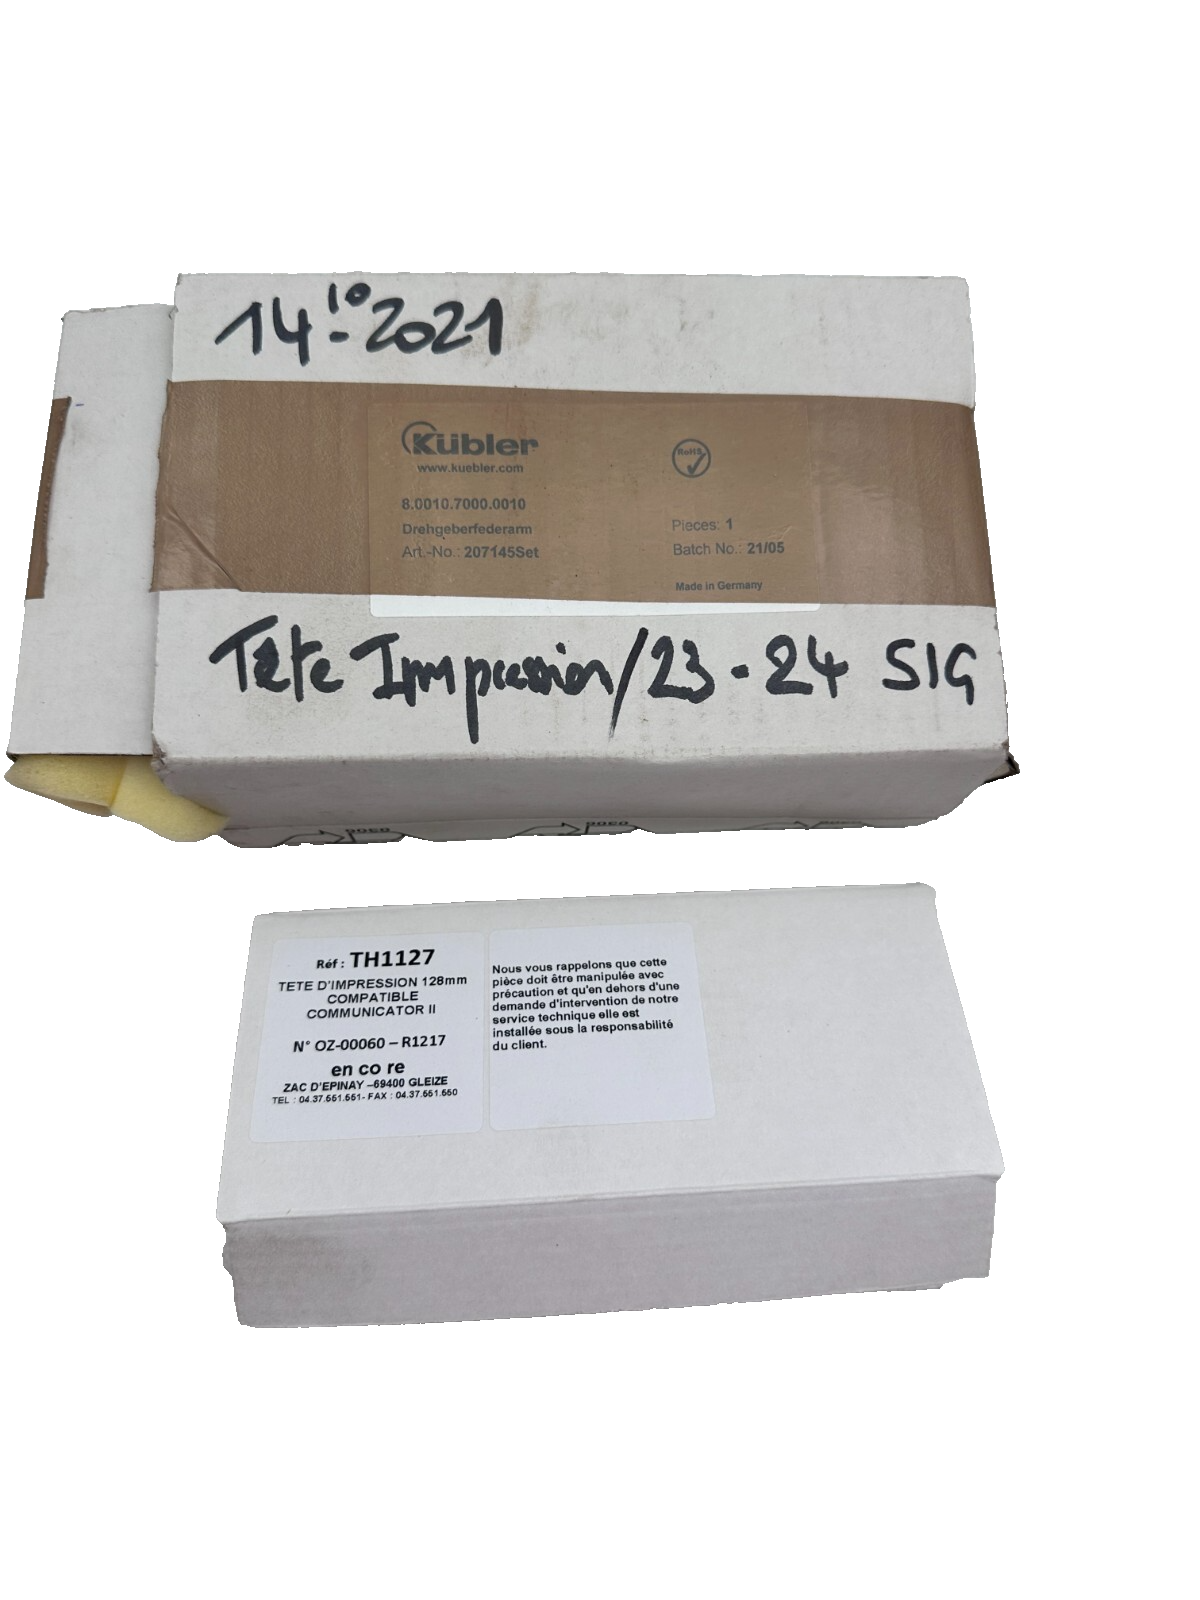 14-10 2021
Kübler
www.kuebler.com
RoHS
8.0010.7000.0010
Drehgeberfederarm
Pieces: 1
Art.-No.: 207145Set
Batch No.: 21/05
Made in Germany
Tête Impression/23-24 SIG
Réf : TH1127
TETE D'IMPRESSION 128mm
COMPATIBLE
COMMUNICATOR II
N° OZ-00060 – R1217
en co re
ZAC D'EPINAY –69400 GLEIZE
TEL : 04.37.551.551- FAX : 04.37.551.550
Nous vous rappelons que cette
pièce doit être manipulée avec
précaution et qu'en dehors d'une
demande d'intervention de notre
service technique elle est
installée sous la responsabilité
du client.